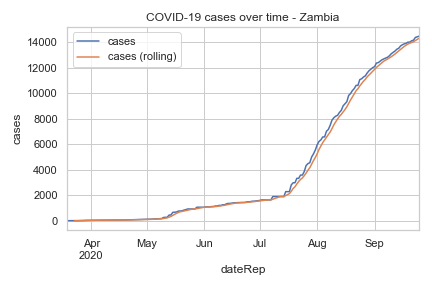 COVID-19 cases over time - Zambia
cases
cases (rolling)
14000
12000
10000
8000
6000
4000
2000
0
cases
Apr May Jun Jul Aug Sep
2020
dateRep